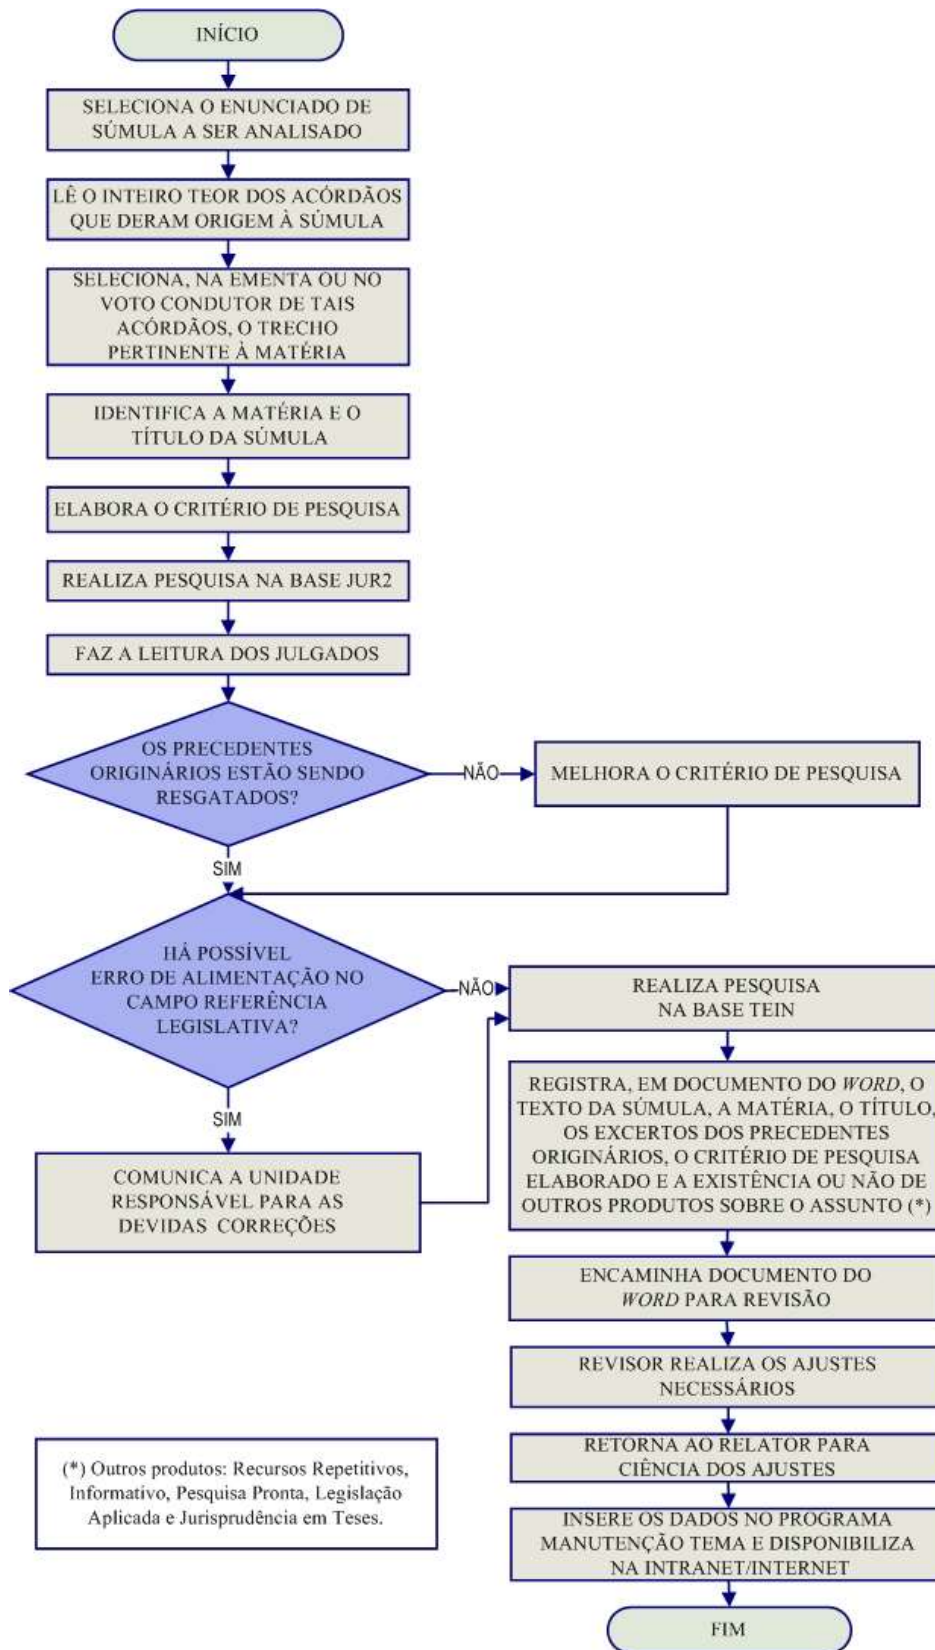 INÍCIO
SELECIONA O ENUNCIADO DE
SÚMULA A SER ANALISADO
LÊ O INTEIRO TEOR DOS ACÓRDÃOS
QUE DERAM ORIGEM À SÚMULA
SELECIONA, NA EMENTA OU NO
VOTO CONDUTOR DE TAIS
ACÓRDÃOS, O TRECHO
PERTINENTE À MATÉRIA
IDENTIFICA A MATÉRIA E O
TÍTULO DA SÚMULA
ELABORA O CRITÉRIO DE PESQUISA
REALIZA PESQUISA NA BASE JUR2
FAZ A LEITURA DOS JULGADOS
OS PRECEDENTES
ORIGINÁRIOS ESTÃO SENDO
RESGATADOS?
NÃO
MELHORA O CRITÉRIO DE PESQUISA
SIM
HÁ POSSÍVEL
ERRO DE ALIMENTAÇÃO NO
CAMPO REFERÊNCIA
LEGISLATIVA?
NÃO
SIM
COMUNICA A UNIDADE
RESPONSÁVEL PARA AS
DEVIDAS CORREÇÕES
REALIZA PESQUISA
NA BASE TEIN
REGISTRA, EM DOCUMENTO DO WORD, O
TEXTO DA SÚMULA, A MATÉRIA, O TÍTULO,
OS EXCERTOS DOS PRECEDENTES
ORIGINÁRIOS, O CRITÉRIO DE PESQUISA
ELABORADO E A EXISTÊNCIA OU NÃO DE
OUTROS PRODUTOS SOBRE O ASSUNTO (*)
ENCAMINHA DOCUMENTO DO
WORD PARA REVISÃO
REVISOR REALIZA OS AJUSTES
NECESSÁRIOS
RETORNA AO RELATOR PARA
CIÊNCIA DOS AJUSTES
INSERE OS DADOS NO PROGRAMA
MANUTENÇÃO TEMA E DISPONIBILIZA
NA INTRANET/INTERNET
FIM
(*) Outros produtos: Recursos Repetitivos,
Informativo, Pesquisa Pronta, Legislação
Aplicada e Jurisprudência em Teses.